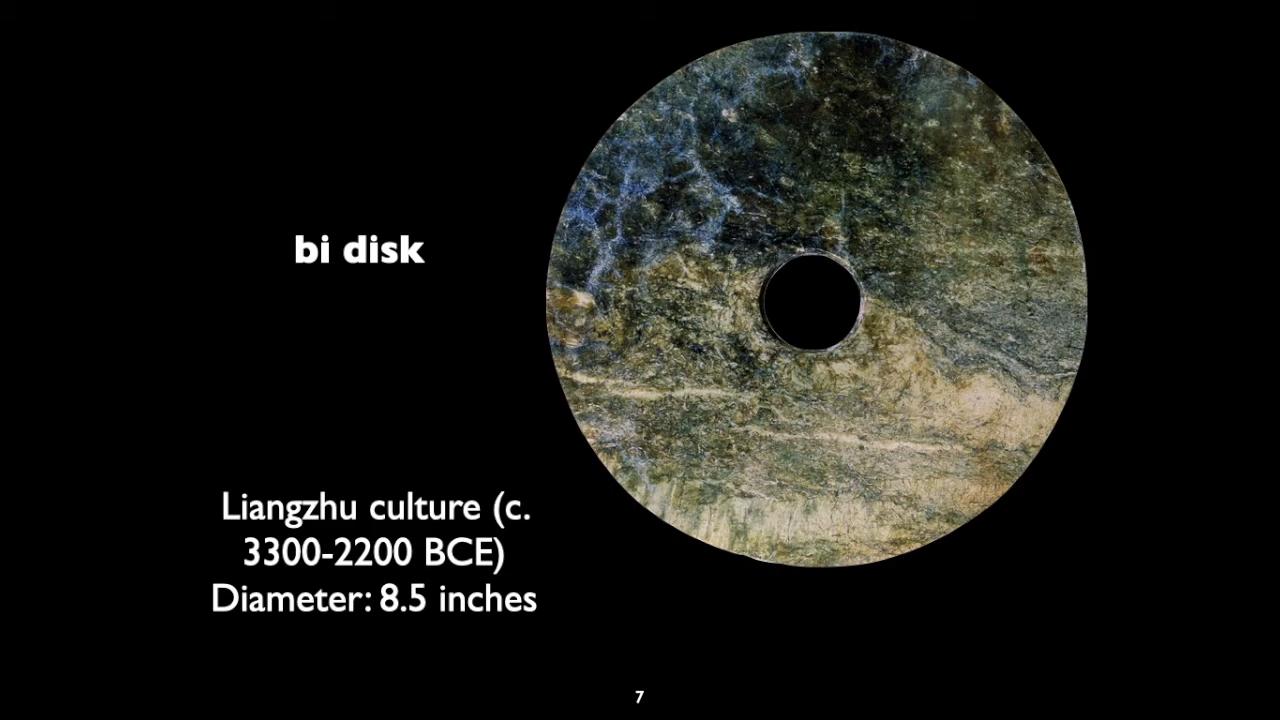 bi disk
Liangzhu culture (c.
3300-2200 BCE)
Diameter: 8.5 inches
7